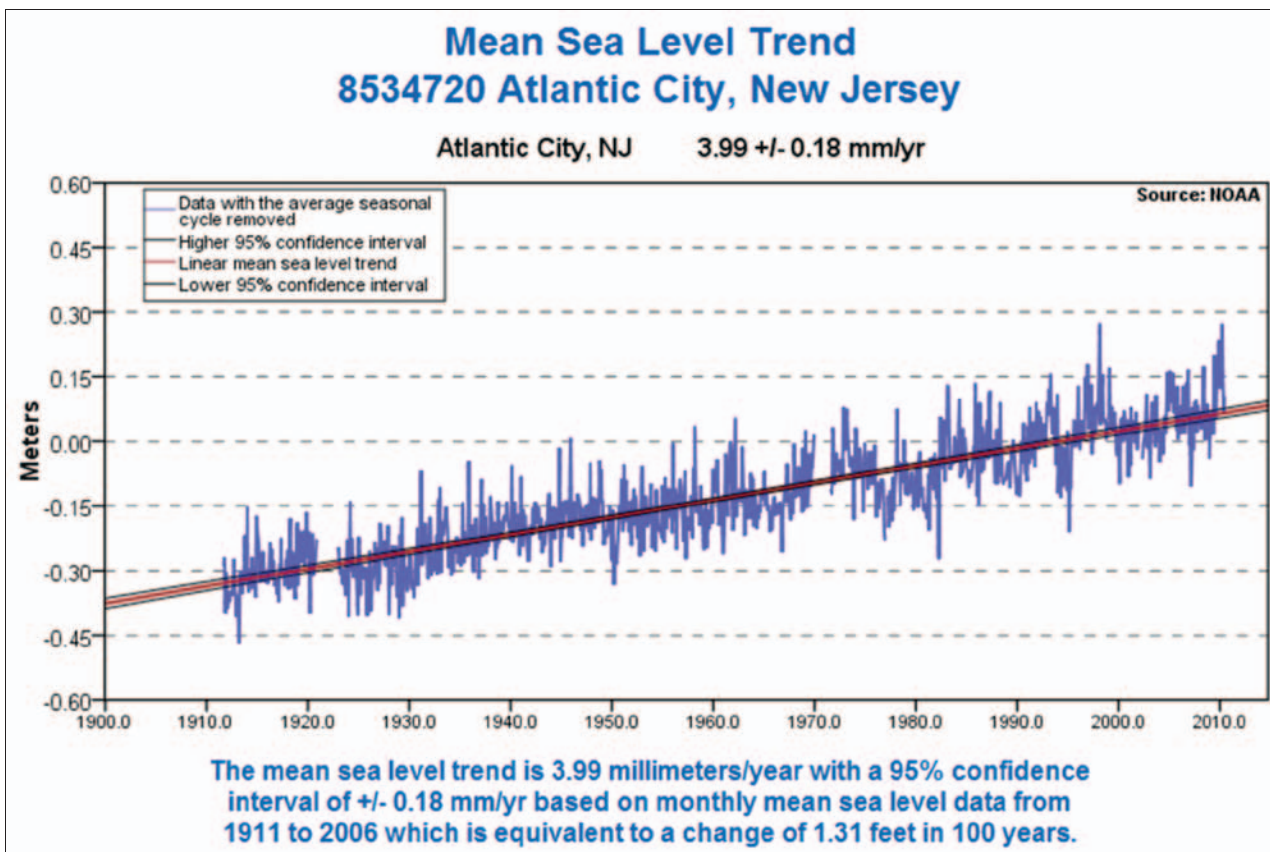 Mean Sea Level Trend
8534720 Atlantic City, New Jersey
Atlantic City, NJ 3.99 +/- 0.18 mm/yr
Source: NOAA
Data with the average seasonal
cycle removed
Higher 95% confidence interval
Linear mean sea level trend
Lower 95% confidence interval
Meters
0.60
0.45
0.30
0.15
0.00
-0.15
-0.30
-0.45
-0.60
1900.0 1910.0 1920.0 1930.0 1940.0 1950.0 1960.0 1970.0 1980.0 1990.0 2000.0 2010.0
The mean sea level trend is 3.99 millimeters/year with a 95% confidence
interval of +/- 0.18 mm/yr based on monthly mean sea level data from
1911 to 2006 which is equivalent to a change of 1.31 feet in 100 years.